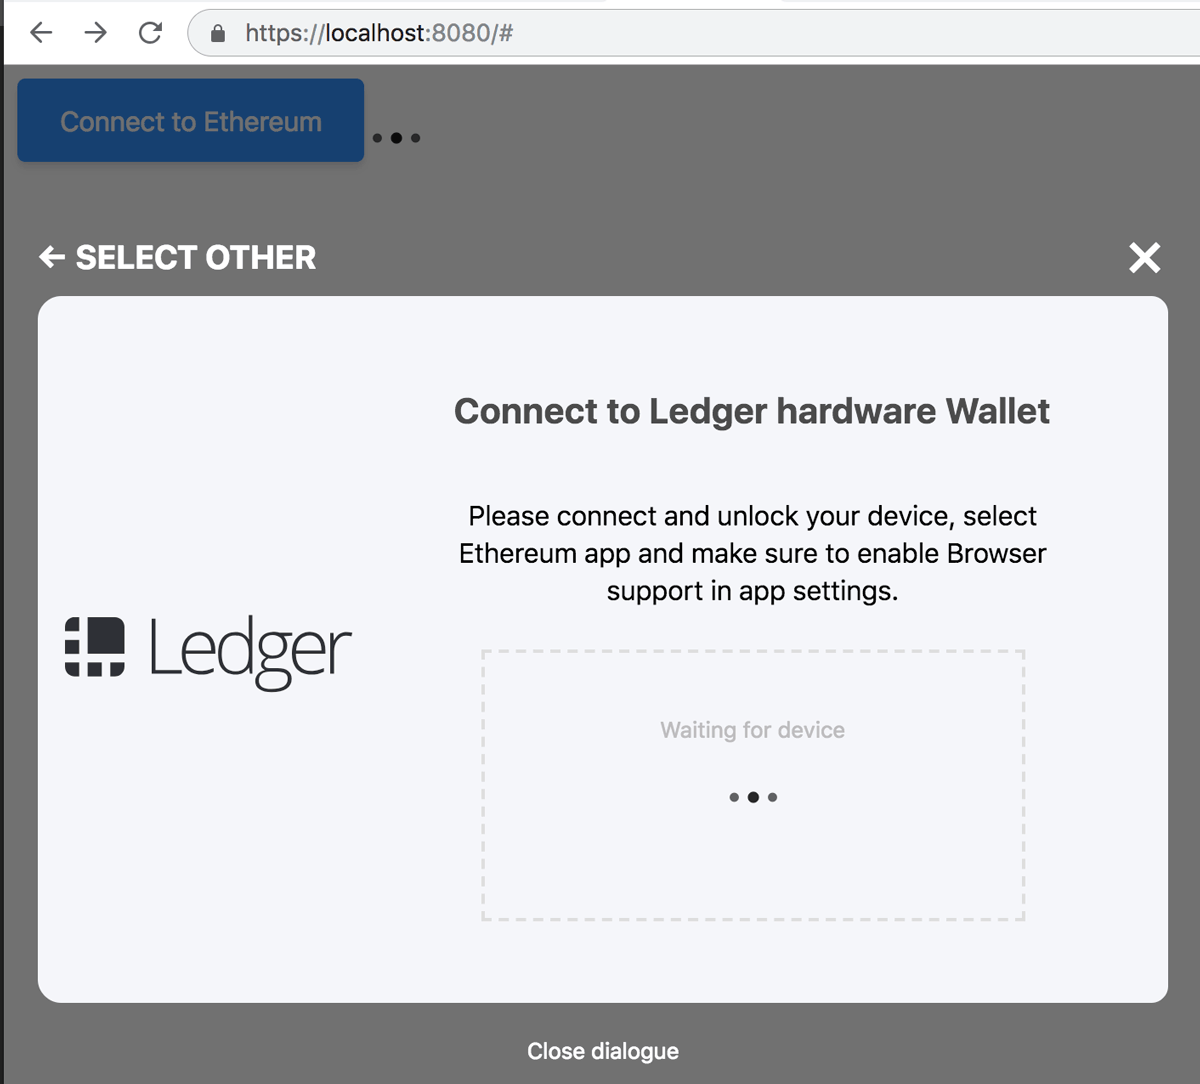 https://localhost:8080/#
Connect to Ethereum
← SELECT OTHER
Connect to Ledger hardware Wallet
Please connect and unlock your device, select
Ethereum app and make sure to enable Browser
support in app settings.
Ledger
Waiting for device
Close dialogue